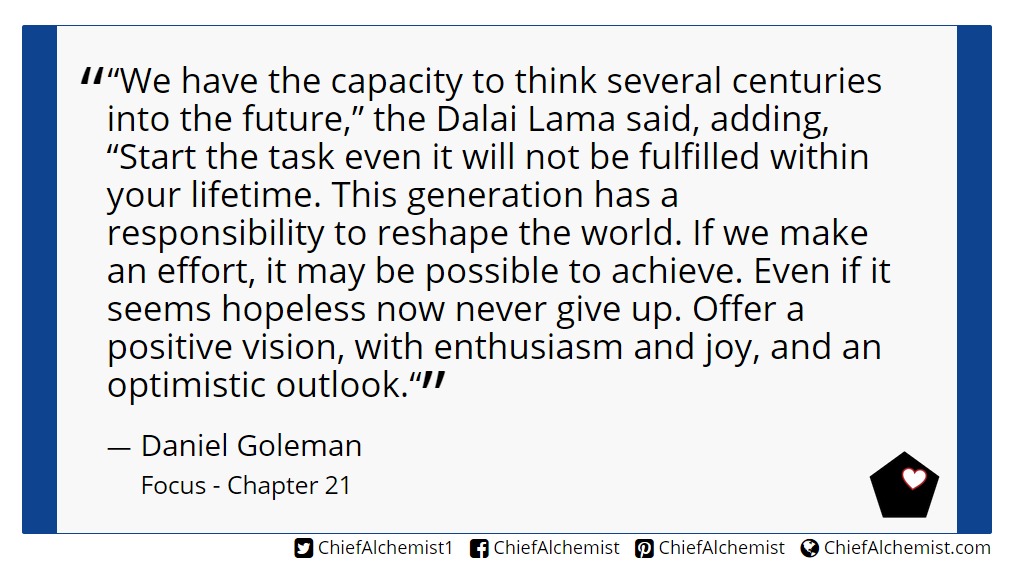 ““We have the capacity to think several centuries
into the future,” the Dalai Lama said, adding,
“Start the task even it will not be fulfilled within
your lifetime. This generation has a
responsibility to reshape the world. If we make
an effort, it may be possible to achieve. Even if it
seems hopeless now never give up. Offer a
positive vision, with enthusiasm and joy, and an
optimistic outlook.“”
— Daniel Goleman
Focus - Chapter 21
ChiefAlchemist1 ChiefAlchemist ChiefAlchemist ChiefAlchemist.com